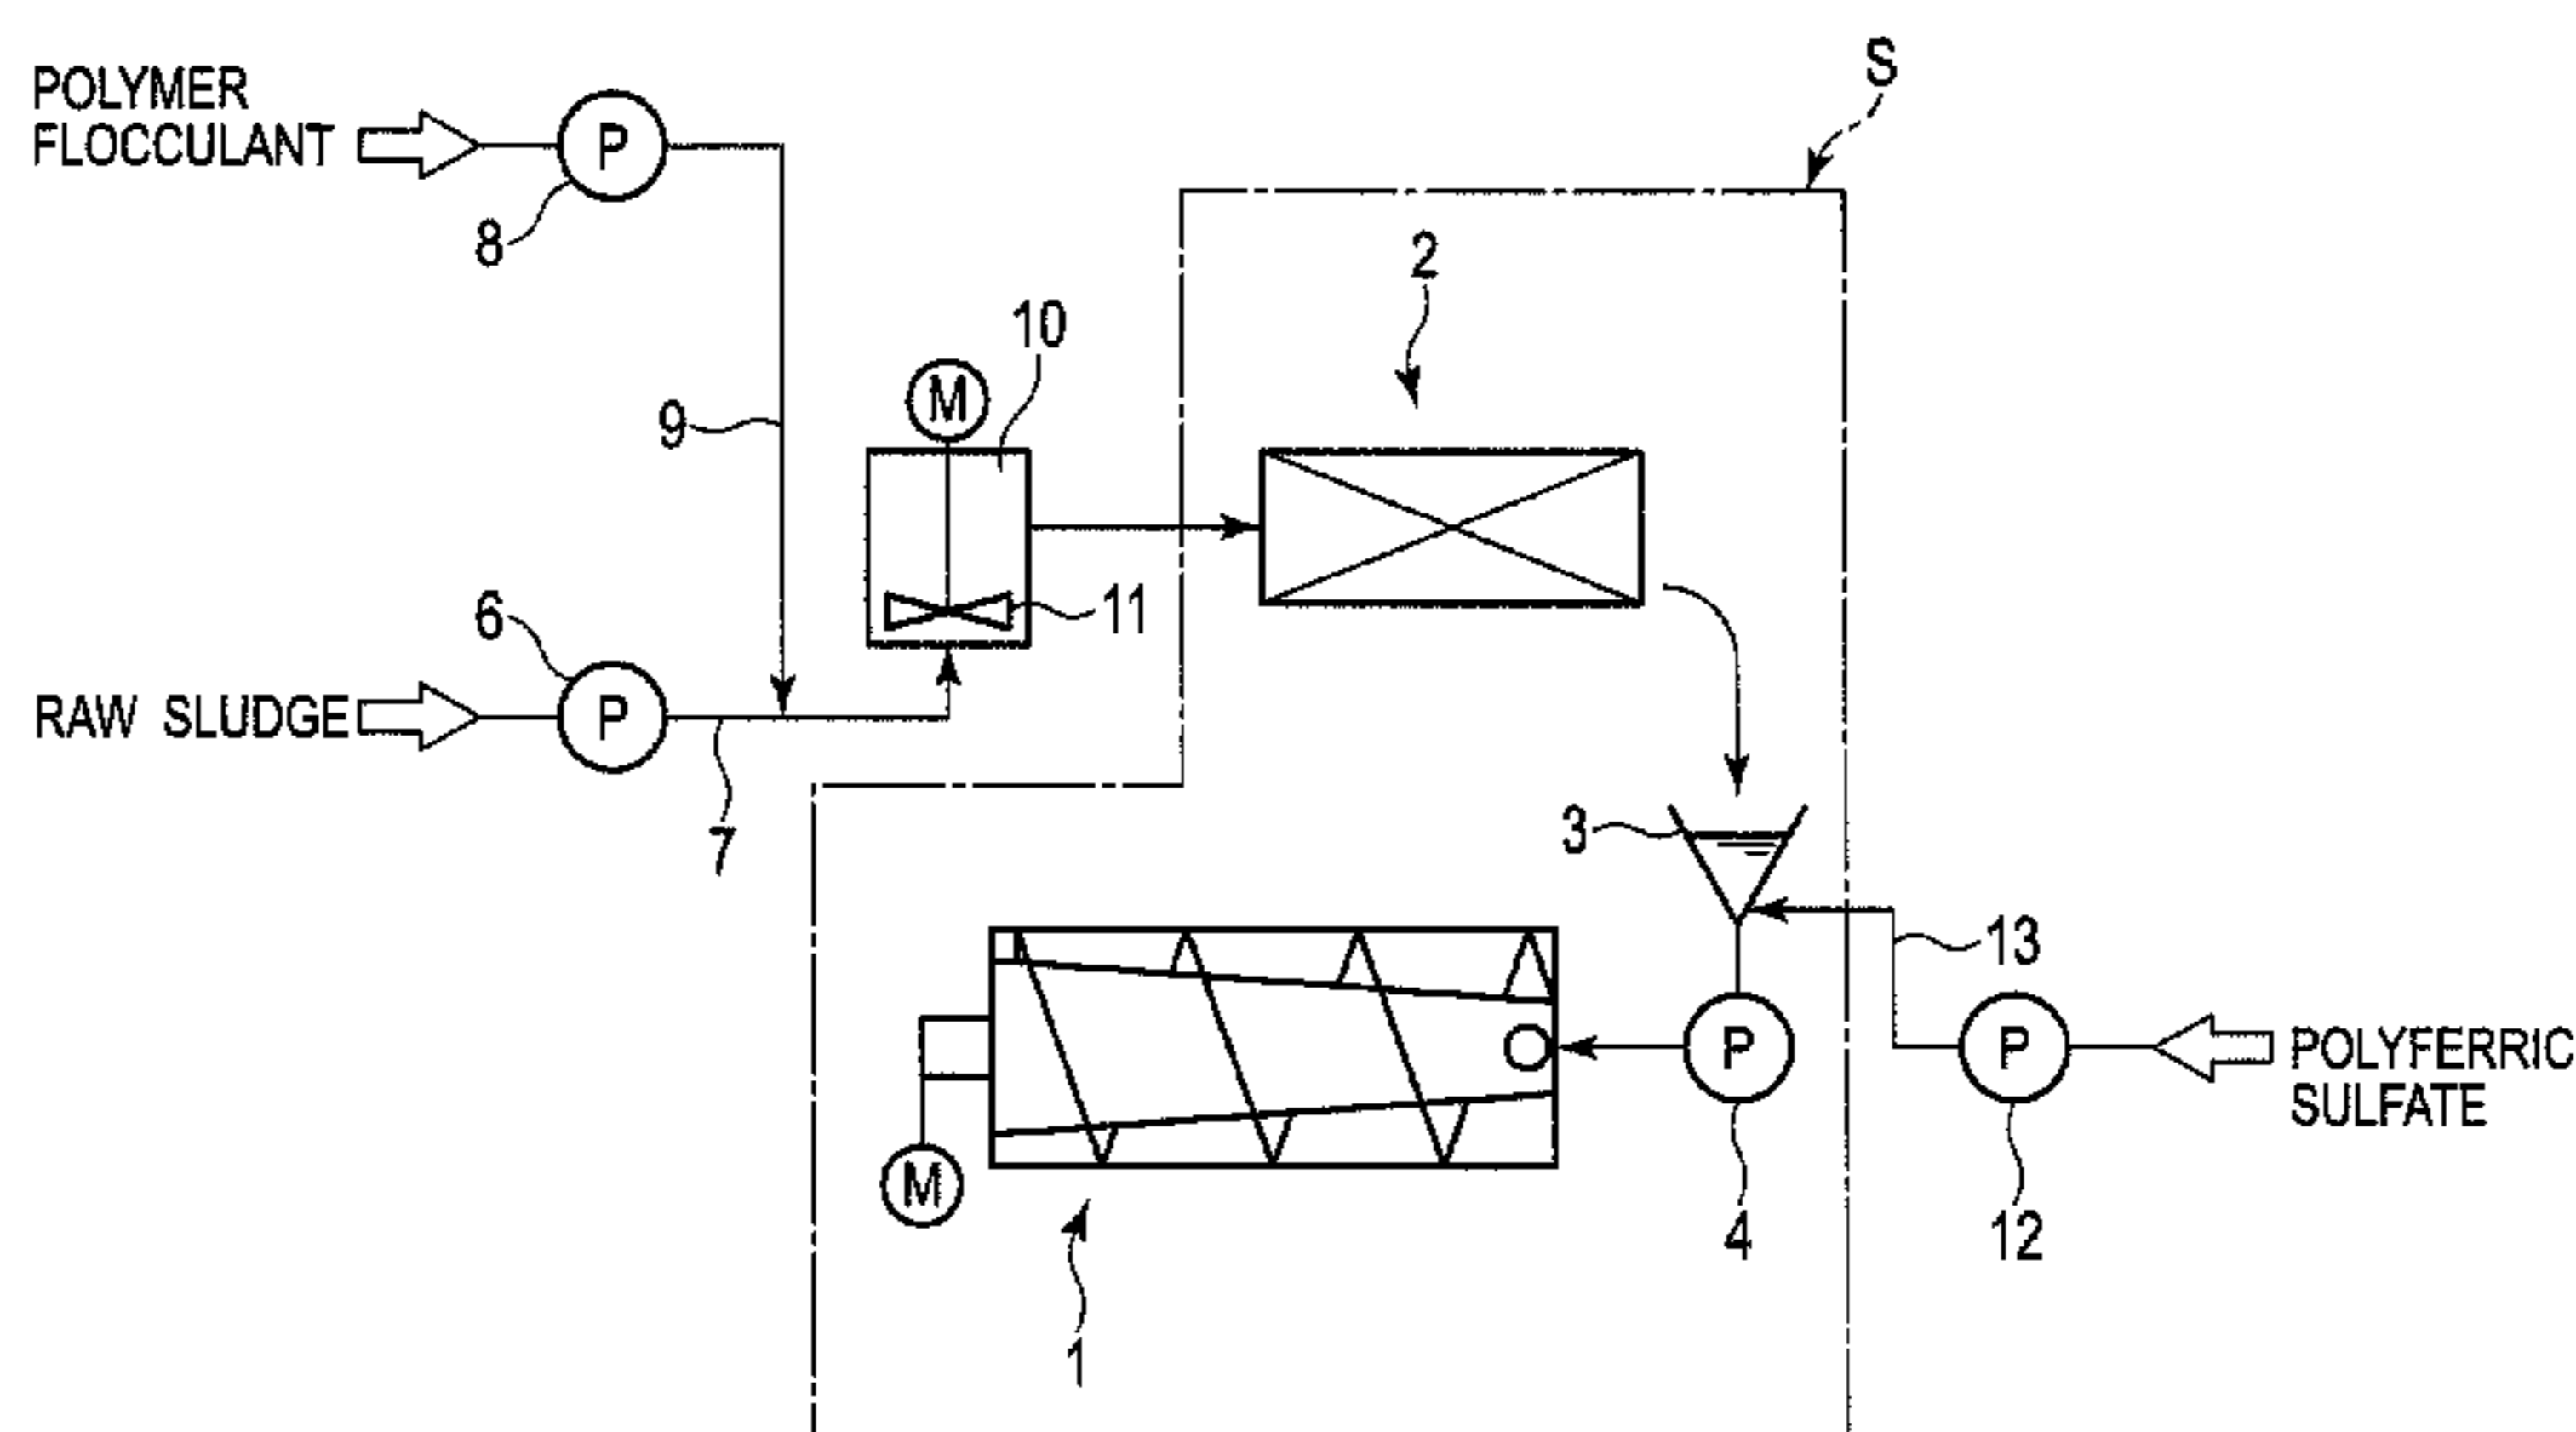 S
POLYMER
FLOCCULANT
P
8
2
10
M
9
11
6
RAW SLUDGE
P
7
3
13
P
P
POLYFERRIC
SULFATE
M
4
12
1